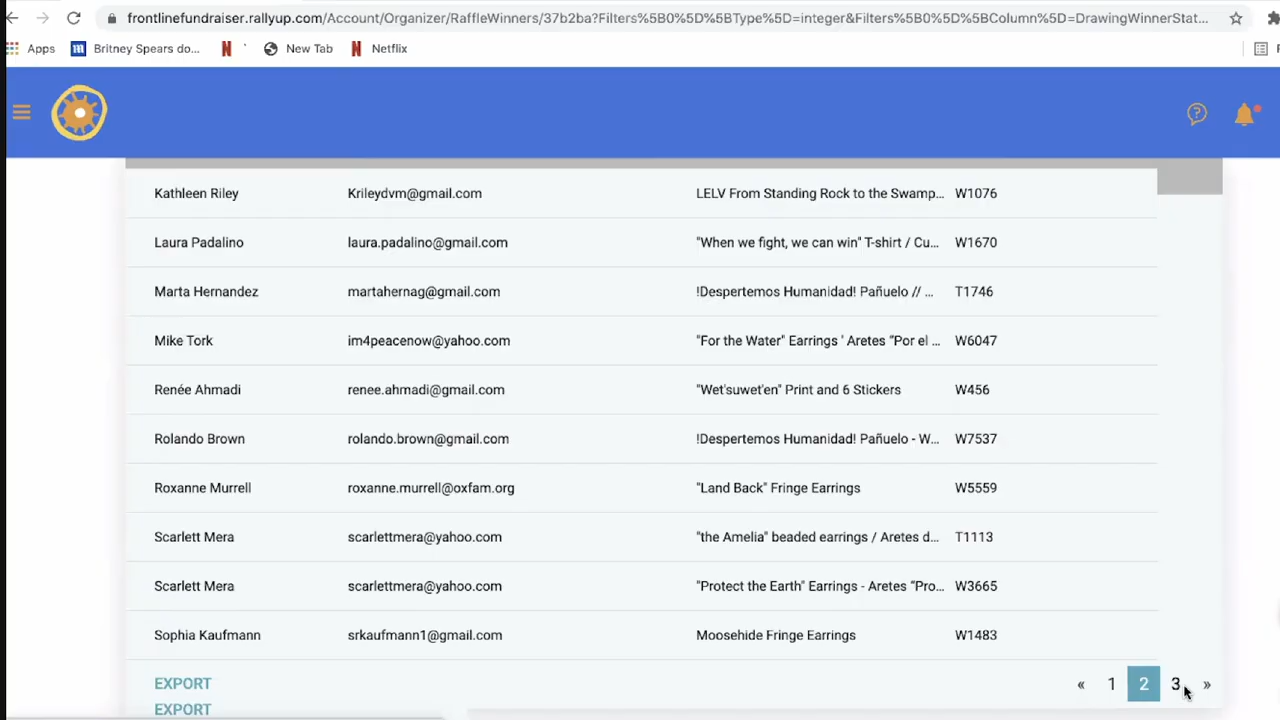 frontlinefundraiser.rallyup.com/Account/Organizer/RaffleWinners/37b2ba?Filters%5B0%5D%5BType%5D=integer&Filters%5B0%5D%5BColumn%5D=DrawingWinnerStat...
Apps Britney Spears do... New Tab Netflix
Kathleen Riley Krileydvm@gmail.com LELV From Standing Rock to the Swamp... W1076
Laura Padalino laura.padalino@gmail.com "When we fight, we can win" T-shirt / Cu... W1670
Marta Hernandez martahernag@gmail.com !Despertemos Humanidad! Pañuelo // ... T1746
Mike Tork im4peacenow@yahoo.com "For the Water" Earrings ' Aretes "Por el ... W6047
Renée Ahmadi renee.ahmadi@gmail.com "Wet'suwet'en" Print and 6 Stickers W456
Rolando Brown rolando.brown@gmail.com !Despertemos Humanidad! Pañuelo - W... W7537
Roxanne Murrell roxanne.murrell@oxfam.org "Land Back" Fringe Earrings W5559
Scarlett Mera scarlettmera@yahoo.com "the Amelia" beaded earrings / Aretes d... T1113
Scarlett Mera scarlettmera@yahoo.com "Protect the Earth" Earrings - Aretes "Pro... W3665
Sophia Kaufmann srkaufmann1@gmail.com Moosehide Fringe Earrings W1483
EXPORT « 1 2 3 »
EXPORT